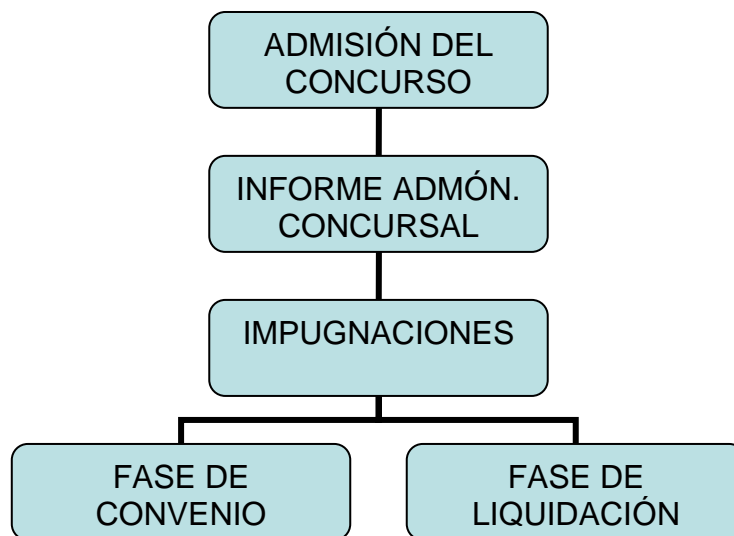 ADMISIÓN DEL
CONCURSO
INFORME ADMÓN.
CONCURSAL
IMPUGNACIONES
FASE DE
CONVENIO
FASE DE
LIQUIDACIÓN